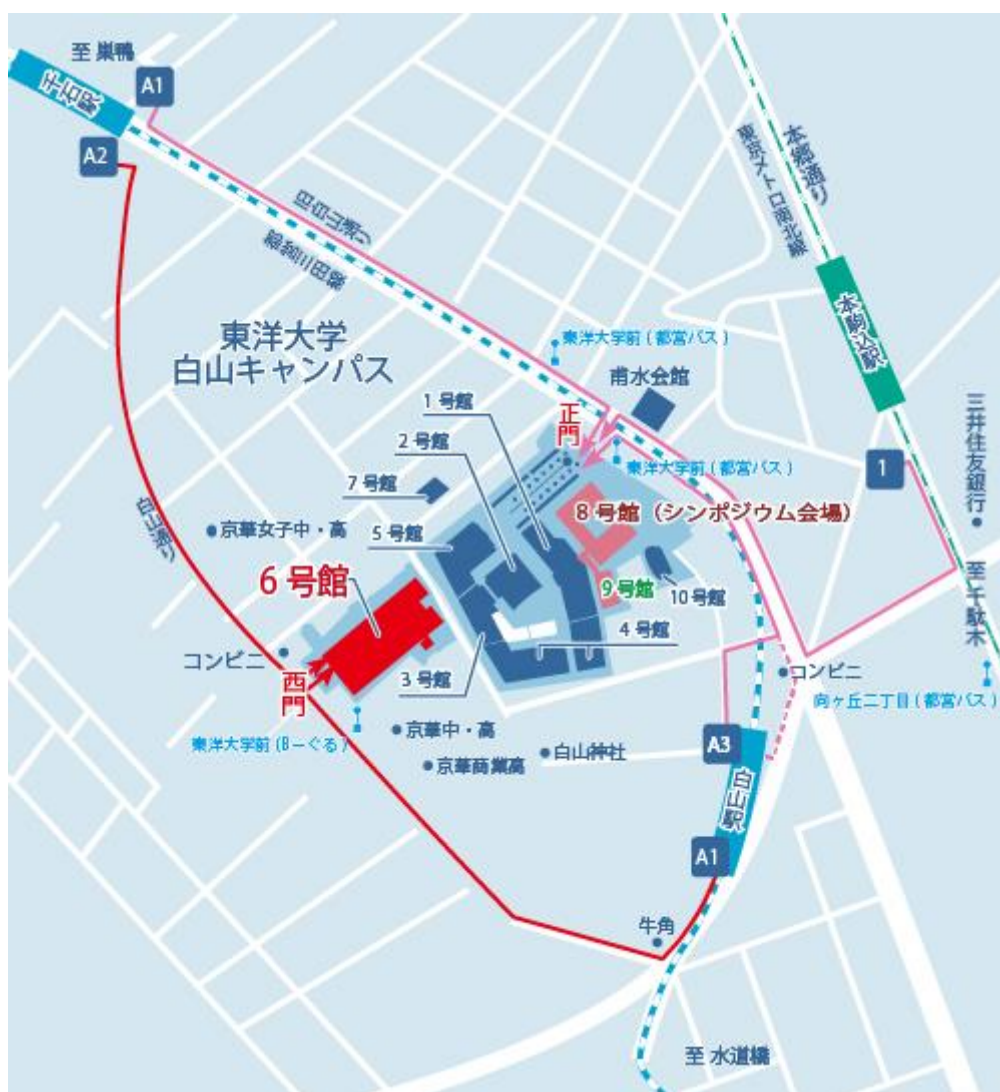 至 巣鴨
千石駅
A1
A2
本郷通り
東京メトロ南北線
旧白山通り
都営三田線
本駒込駅
東洋大学
白山キャンパス
東洋大学前(都営バス)
甫水会館
1号館
正門
2号館
東洋大学前(都営バス)
三井住友銀行
1
7号館
8号館(シンポジウム会場)
白山通り
京華女子中・高
5号館
6号館
9号館
10号館
至 千駄木
4号館
コンビニ
3号館
コンビニ
西門
向ヶ丘二丁目(都営バス)
東洋大学前(B−ぐる)
京華中・高
白山神社
京華商業高
A3
白山駅
A1
牛角
至 水道橋